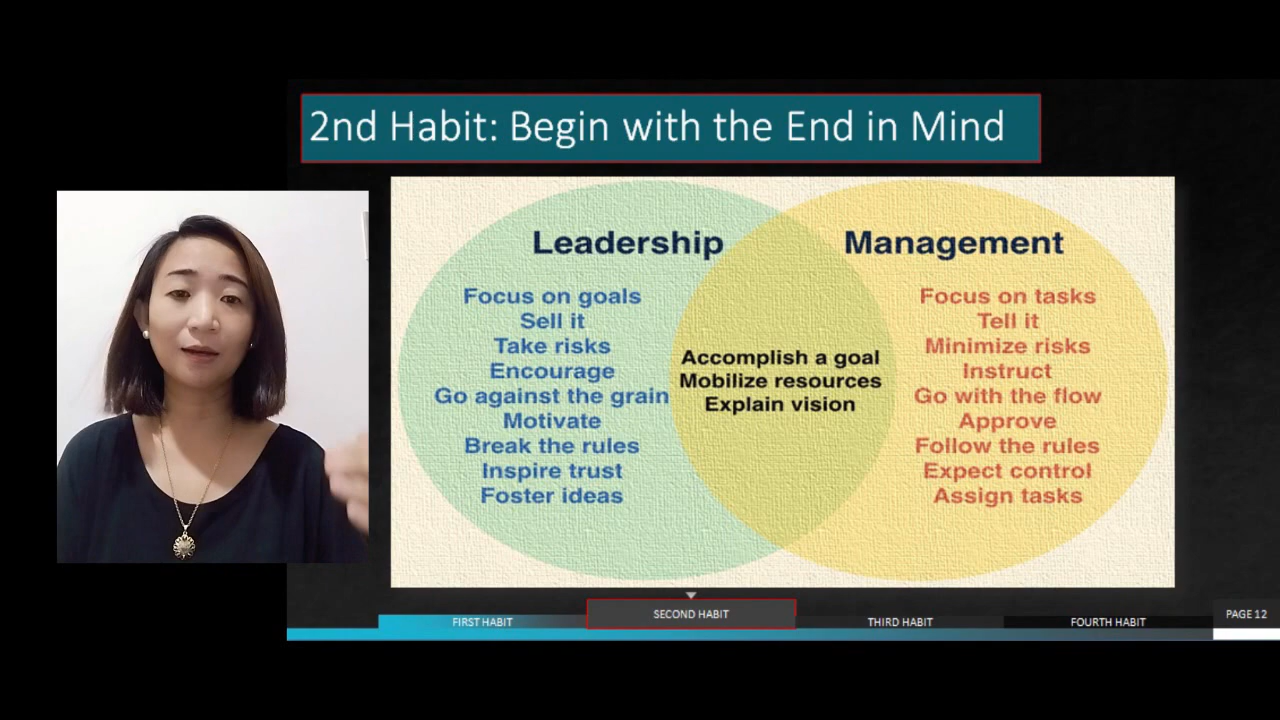 2nd Habit: Begin with the End in Mind
Leadership
Focus on goals
Sell it
Take risks
Encourage
Go against the grain
Motivate
Break the rules
Inspire trust
Foster ideas
Accomplish a goal
Mobilize resources
Explain vision
Management
Focus on tasks
Tell it
Minimize risks
Instruct
Go with the flow
Approve
Follow the rules
Expect control
Assign tasks
FIRST HABIT
SECOND HABIT
THIRD HABIT
FOURTH HABIT
PAGE 12